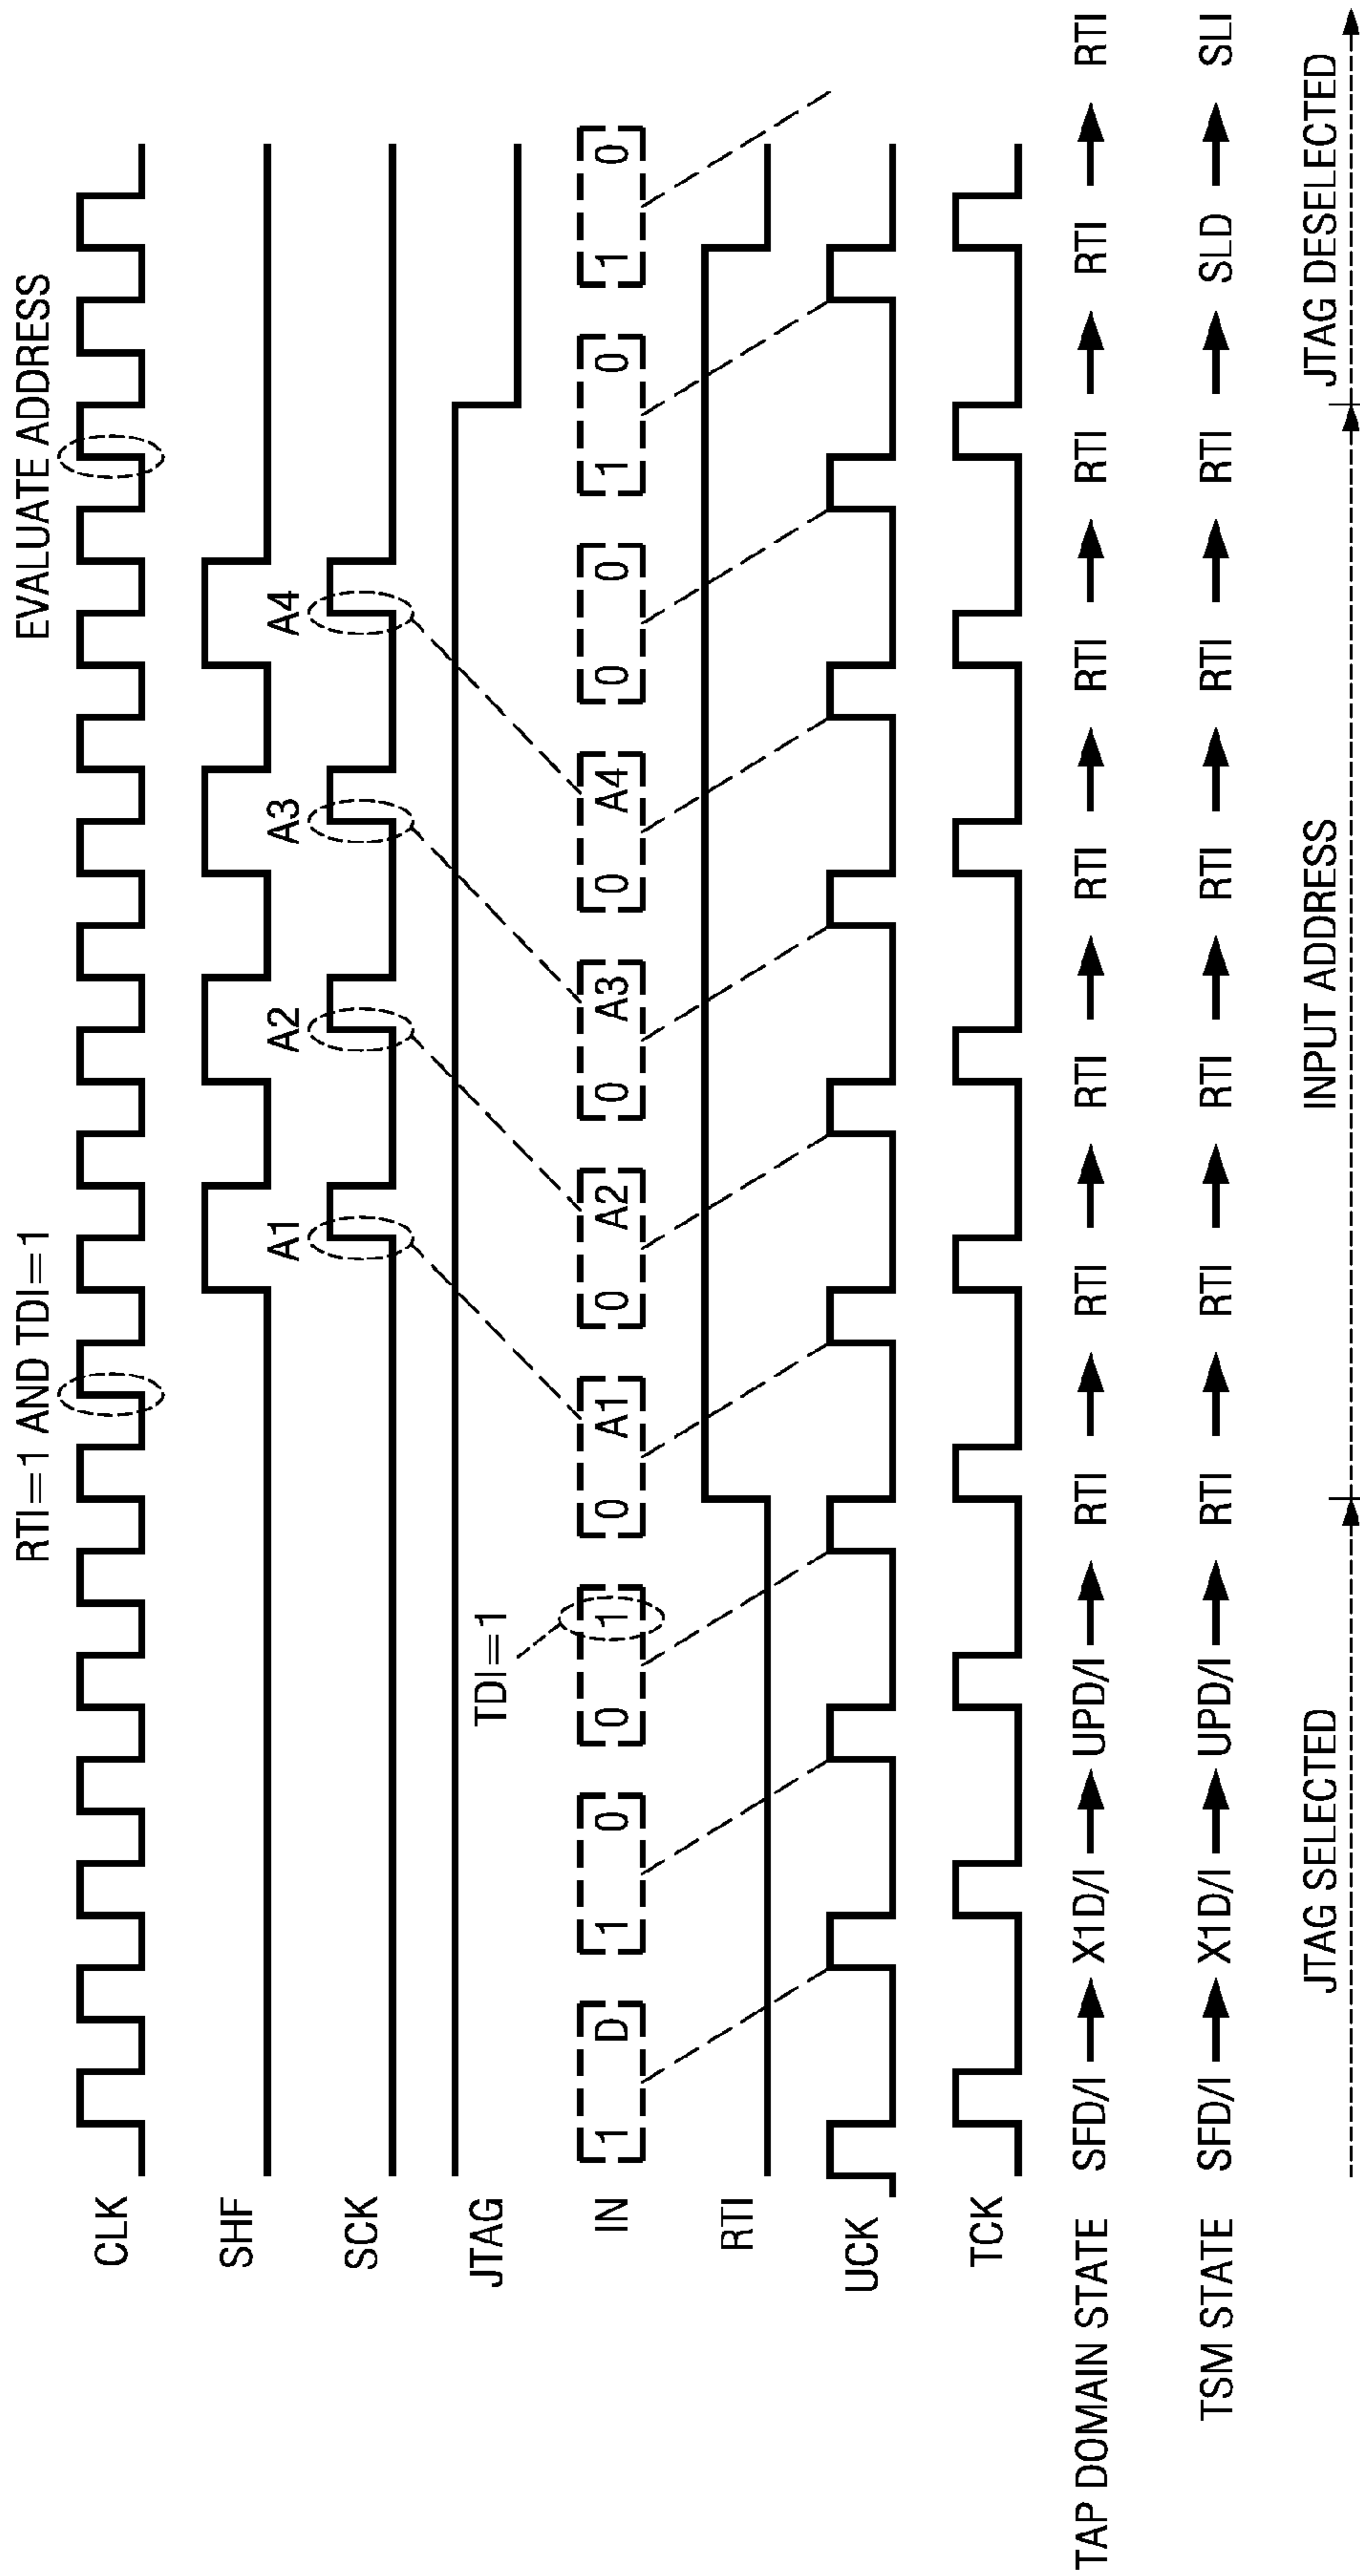 RTI=1 AND TDI=1 EVALUATE ADDRESS
CLK
SHF
A1 A2 A3 A4
SCK
JTAG
TDI=1
IN 1 D 1 0 0 1 0 A1 0 A2 0 A3 0 A4 0 0 1 0 1 0
RTI
UCK
TCK
TAP DOMAIN STATE SFD/I X1D/I UPD/I RTI RTI RTI RTI RTI RTI RTI RTI
TSM STATE SFD/I X1D/I UPD/I RTI RTI RTI RTI RTI RTI SLD SLI
JTAG SELECTED INPUT ADDRESS JTAG DESELECTED